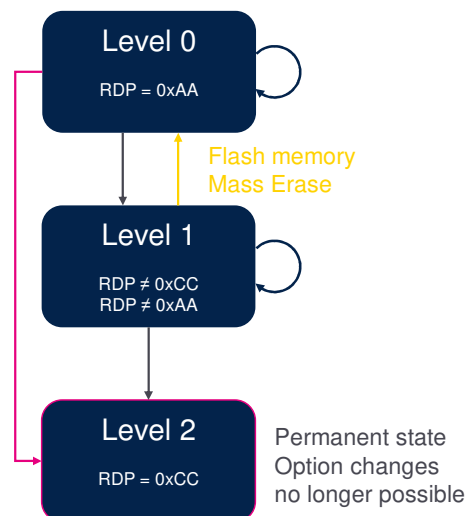 Level 0
RDP = 0xAA
Flash memory
Mass Erase
Level 1
RDP ≠ 0xCC
RDP ≠ 0xAA
Level 2
RDP = 0xCC
Permanent state
Option changes
no longer possible